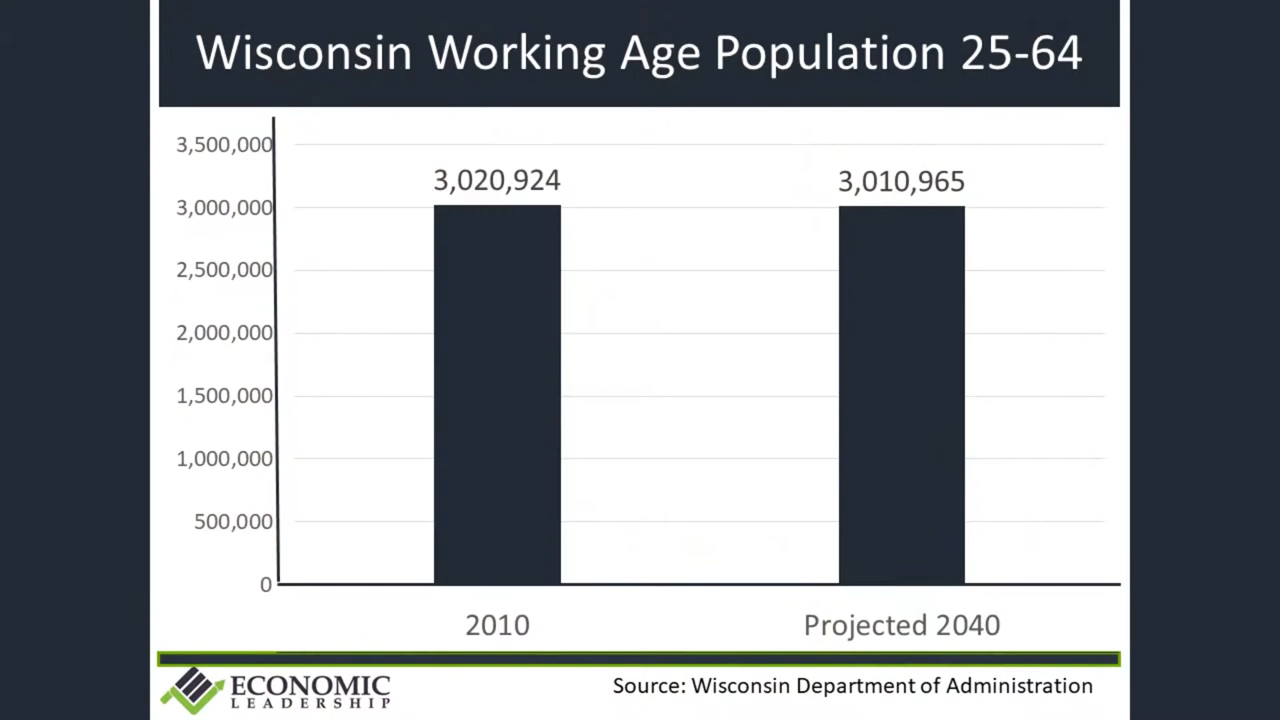 Wisconsin Working Age Population 25-64
3,500,000
3,020,924
3,010,965
3,000,000
2,500,000
2,000,000
1,500,000
1,000,000
500,000
0
2010
Projected 2040
ECONOMIC
LEADERSHIP
Source: Wisconsin Department of Administration